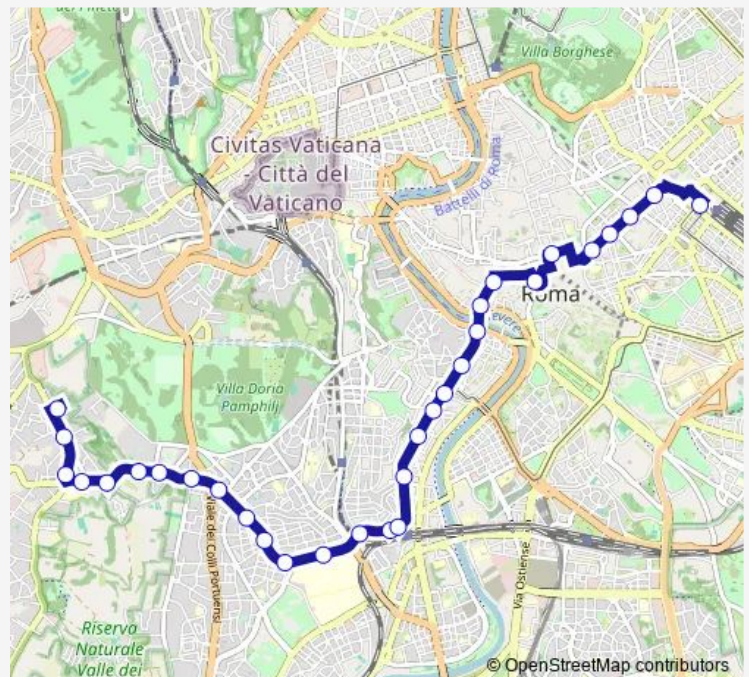 Villa Borghese
Civitas Vaticana
- Città del
Vaticano
Battelli di Roma
Roma
Tevere
Villa Doria
Pamphilj
Viale dei Colli Portuensi
Via Ostiense
Riserva
Naturale
Valle dei
© OpenStreetMap contributors